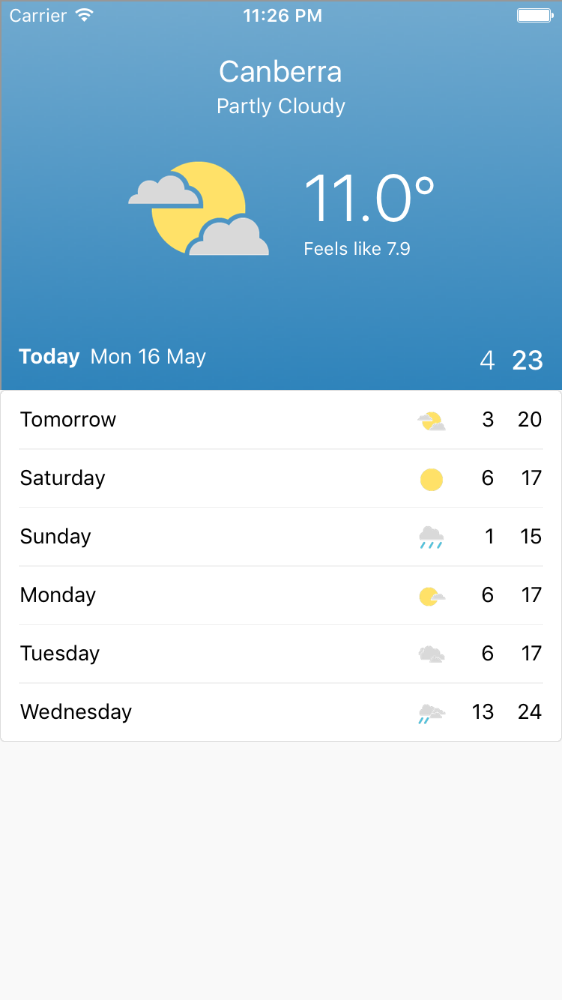 Carrier 11:26 PM
Canberra
Partly Cloudy
11.0°
Feels like 7.9
Today Mon 16 May 4 23
Tomorrow 3 20
Saturday 6 17
Sunday 1 15
Monday 6 17
Tuesday 6 17
Wednesday 13 24